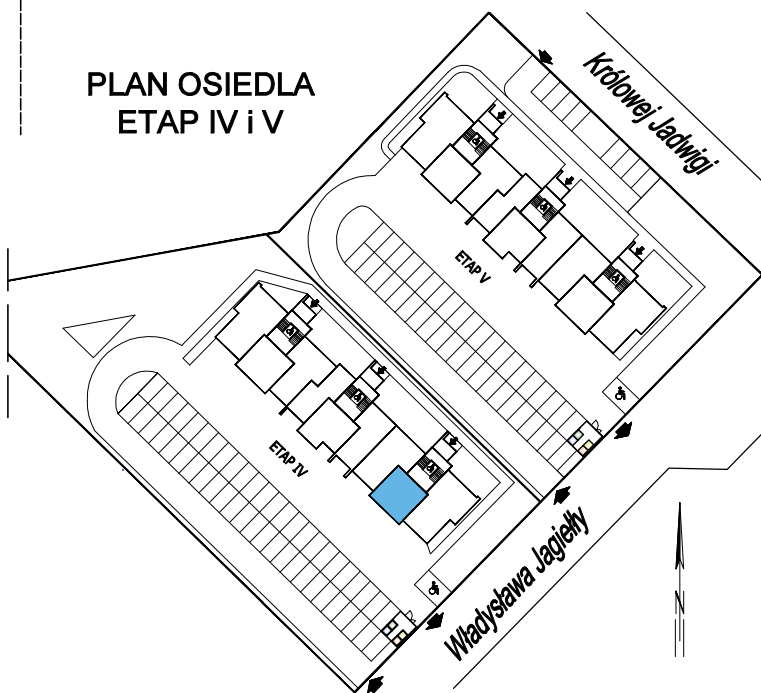 PLAN OSIEDLA
ETAP IV i V
Królowej Jadwigi
ETAP V
ETAP IV
Władysława Jagiełły
N